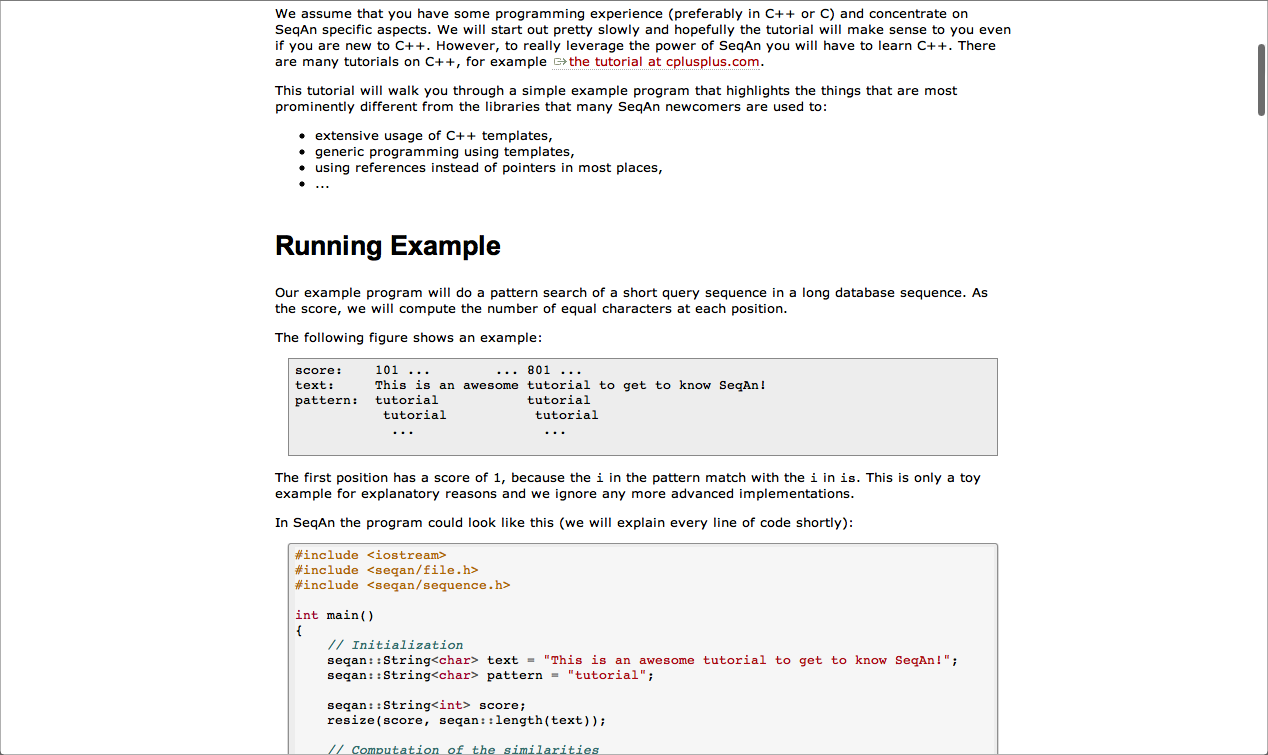 We assume that you have some programming experience (preferably in C++ or C) and concentrate on
SeqAn specific aspects. We will start out pretty slowly and hopefully the tutorial will make sense to you even
if you are new to C++. However, to really leverage the power of SeqAn you will have to learn C++. There
are many tutorials on C++, for example the tutorial at cplusplus.com.
This tutorial will walk you through a simple example program that highlights the things that are most
prominently different from the libraries that many SeqAn newcomers are used to:
• extensive usage of C++ templates,
• generic programming using templates,
• using references instead of pointers in most places,
• ...
Running Example
Our example program will do a pattern search of a short query sequence in a long database sequence. As
the score, we will compute the number of equal characters at each position.
The following figure shows an example:
score:    101 ...        ... 801 ...
text:     This is an awesome tutorial to get to know SeqAn!
pattern:  tutorial           tutorial
           tutorial           tutorial
            ...                ...
The first position has a score of 1, because the i in the pattern match with the i in is. This is only a toy
example for explanatory reasons and we ignore any more advanced implementations.
In SeqAn the program could look like this (we will explain every line of code shortly):
#include <iostream>
#include <seqan/file.h>
#include <seqan/sequence.h>
int main()
{
    // Initialization
    seqan::String<char> text = "This is an awesome tutorial to get to know SeqAn!";
    seqan::String<char> pattern = "tutorial";
    seqan::String<int> score;
    resize(score, seqan::length(text));
    // Computation of the similarities